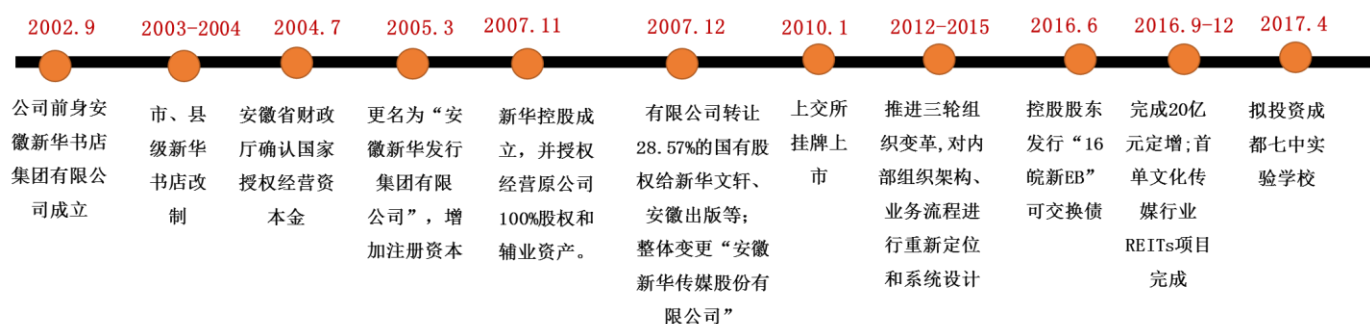 2002.9
2003-2004
2004.7
2005.3
2007.11
2007.12
2010.1
2012-2015
2016.6
2016.9-12
2017.4
公司前身安
徽新华书店
集团有限公
司成立
市、县
级新华
书店改
制
安徽省财政
厅确认国家
授权经营资
本金
更名为“安
徽新华发行
集团有限
公司”，增
加注册资本
新华控股成
立，并授权
经营原公司
100%股权和
辅业资产。
有限公司转让
28.57%的国有股
权给新华文轩、
安徽出版等；
整体变更“安徽
新华传媒股份有
限公司”
上交所
挂牌上
市
推进三轮组
织变革,对内
部组织架构、
业务流程进
行重新定位
和系统设计
控股股东
发行“16
皖新EB”
可交换债
完成20亿
元定增;首
单文化传
媒行业
REITs项目
完成
拟投资成
都七中实
验学校